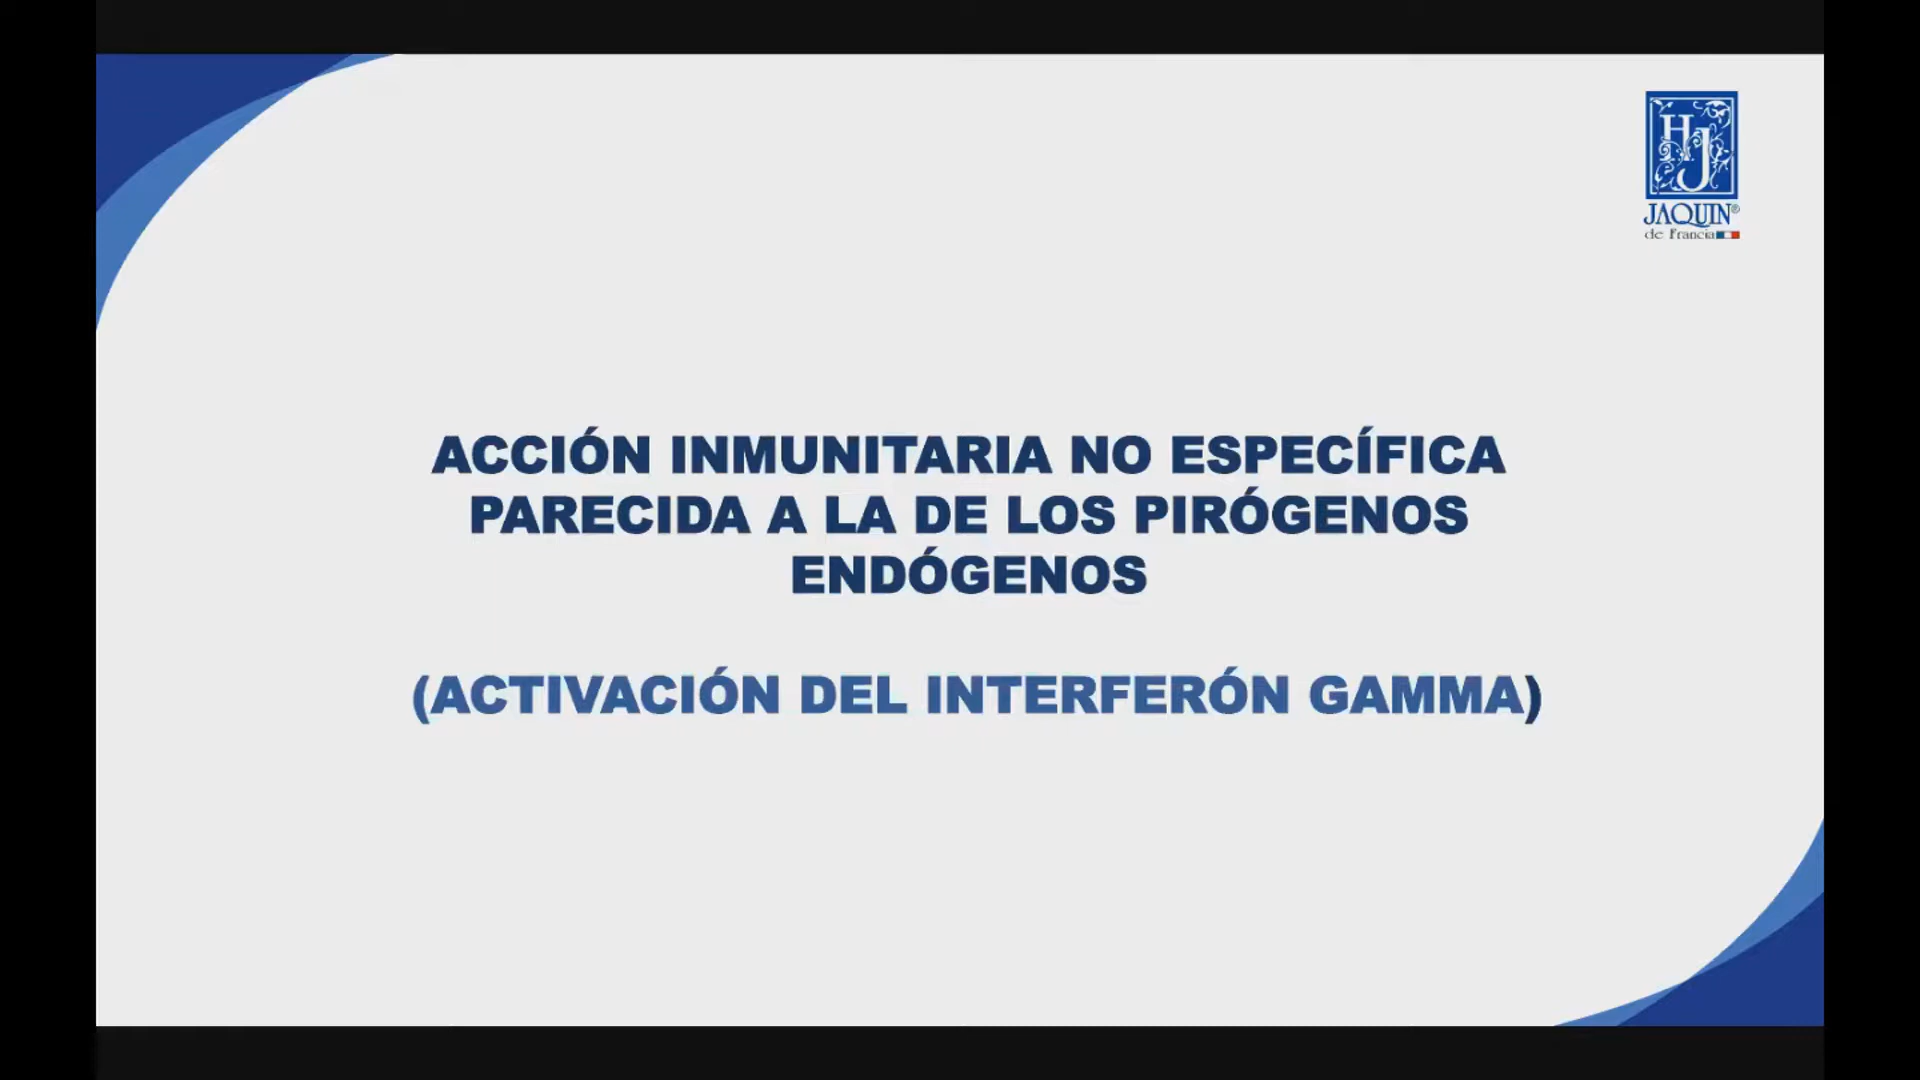 HJ
JAQUIN®
de Francia
ACCIÓN INMUNITARIA NO ESPECÍFICA
PARECIDA A LA DE LOS PIRÓGENOS
ENDÓGENOS
(ACTIVACIÓN DEL INTERFERÓN GAMMA)